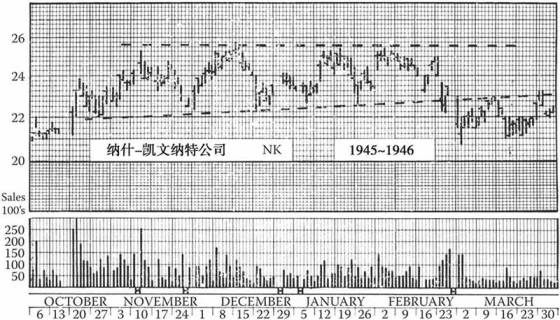 26
24
22
纳什–凯文纳特公司 NK 1945~1946
20
Sales
100's
250
200
150
100
50
OCTOBER NOVEMBER DECEMBER JANUARY FEBRUARY MARCH
6 13 20 27 3 10 17 24 1 8 15 22 29 5 12 19 26 2 9 16 23 2 9 16 23 30